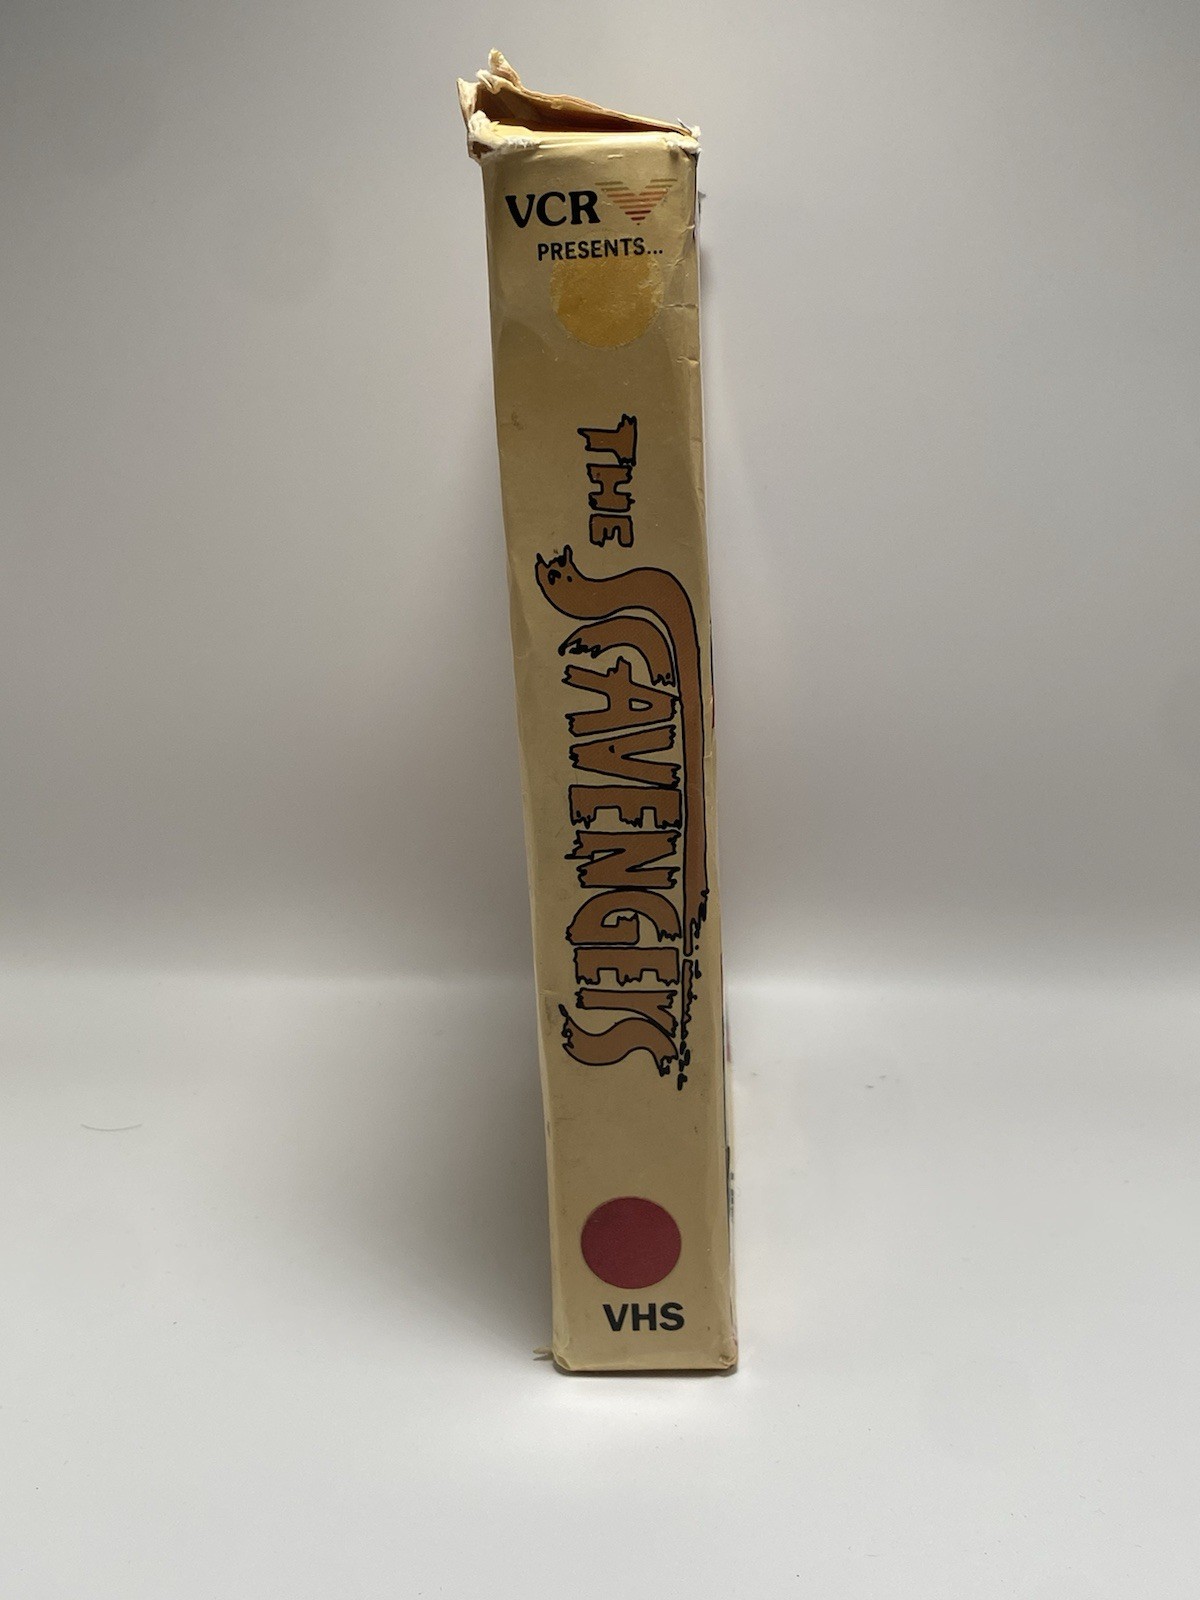 VCR
PRESENTS...
THE SCAVENGERS
VHS